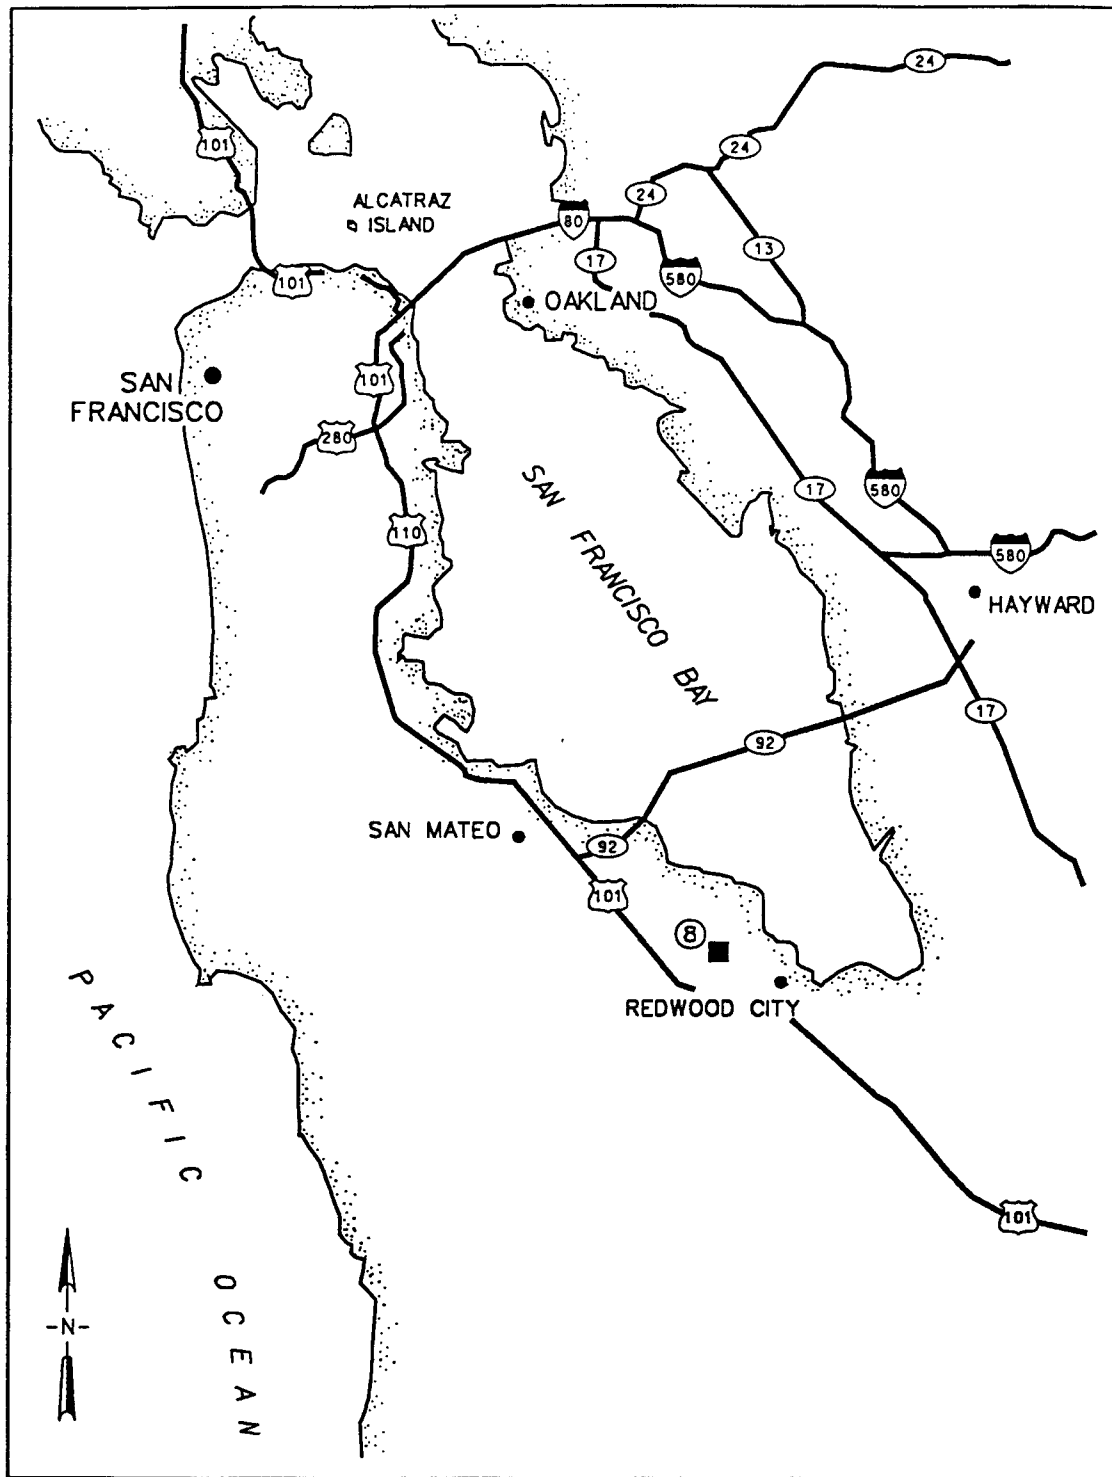 24
101
24
24
ALCATRAZ
ISLAND
80
13
17
580
101
OAKLAND
SAN
FRANCISCO
101
280
SAN FRANCISCO BAY
17
580
110
580
HAYWARD
17
92
SAN MATEO
92
101
8
REDWOOD CITY
PACIFIC OCEAN
101
-N-